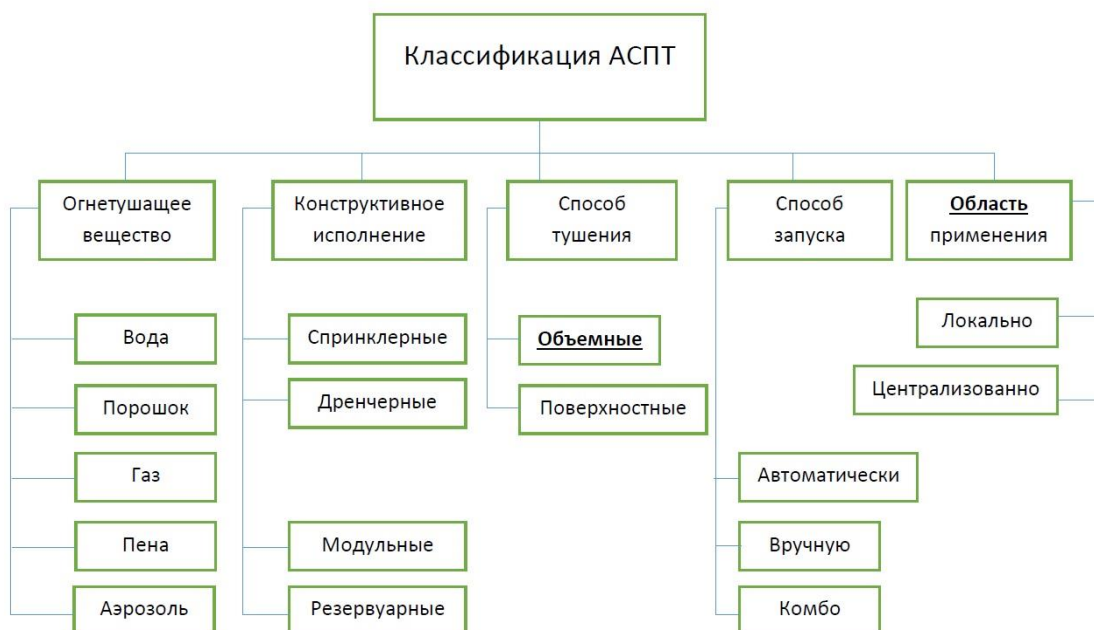 Классификация АСПТ
Огнетушащее
вещество
Конструктивное
исполнение
Способ
тушения
Способ
запуска
Область
применения
Вода
Порошок
Газ
Пена
Аэрозоль
Спринклерные
Дренчерные
Модульные
Резервуарные
Объемные
Поверхностные
Автоматически
Вручную
Комбо
Локально
Централизованно